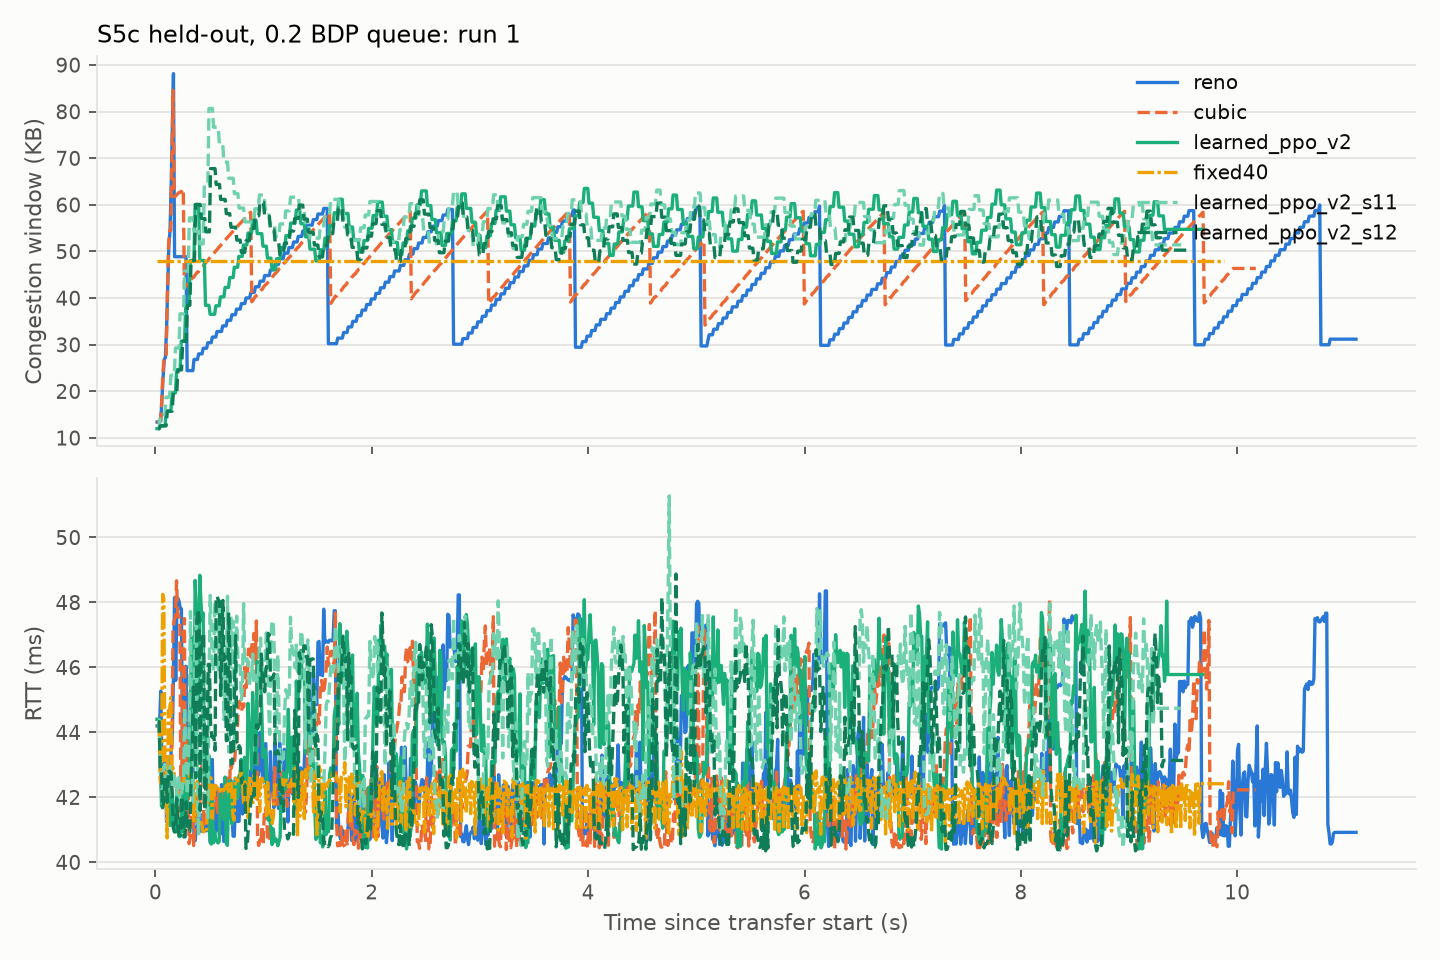 S5c held-out, 0.2 BDP queue: run 1
Congestion window (KB)
90
80
70
60
50
40
30
20
10
reno
cubic
learned_ppo_v2
fixed40
learned_ppo_v2_s11
learned_ppo_v2_s12
RTT (ms)
50
48
46
44
42
40
0
2
4
6
8
10
Time since transfer start (s)